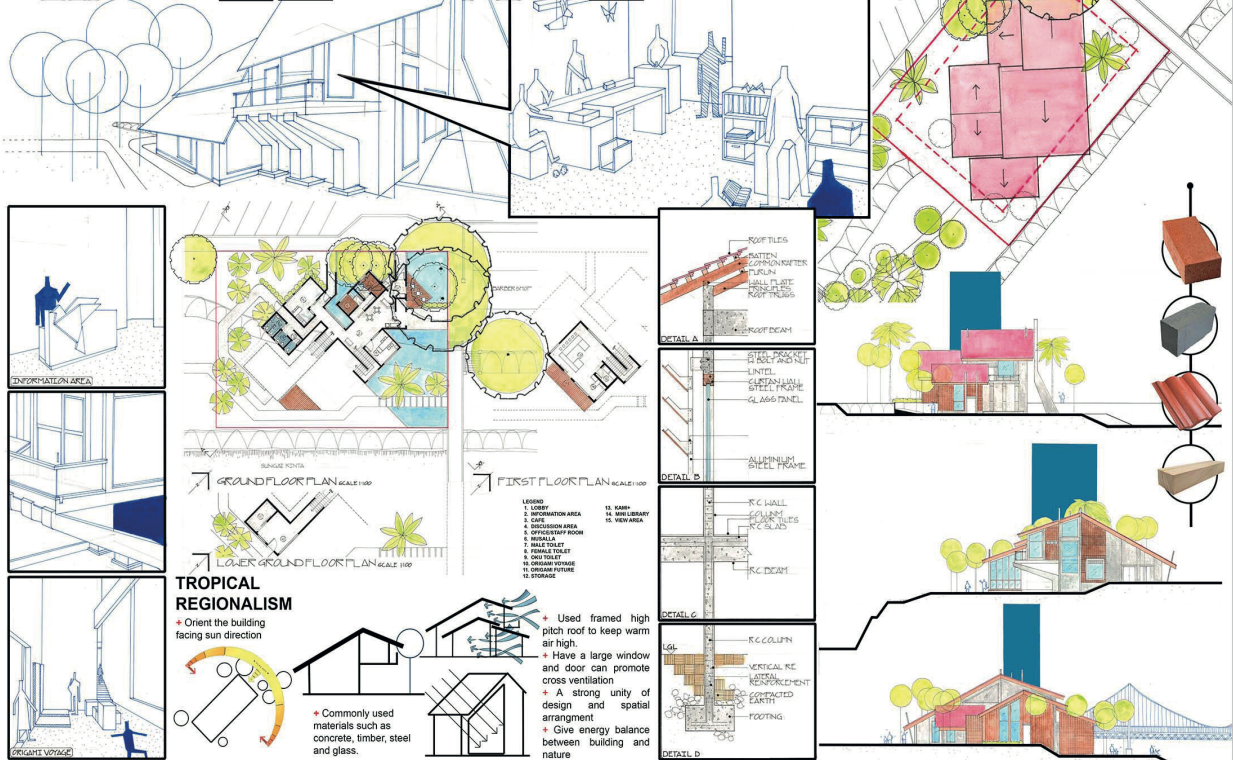 INFORMATION AREA
ORIGAMI VOYAGE
BARBERSHOP
SUNGAI KINTA
GROUND FLOOR PLAN SCALE 1:100
FIRST FLOOR PLAN SCALE 1:100
LOWER GROUND FLOOR PLAN SCALE 1:100
LEGEND
1. LOBBY
2. INFORMATION AREA
3. CAFE
4. DISCUSSION AREA
5. OFFICE/STAFF ROOM
6. MUSALLA
7. MALE TOILET
8. FEMALE TOILET
9. OKU TOILET
10. ORIGAMI VOYAGE
11. ORIGAMI FUTURE
12. STORAGE
13. KAMI+
14. MINI LIBRARY
15. VIEW AREA
TROPICAL
REGIONALISM
+ Orient the building
facing sun direction
+ Commonly used
materials such as
concrete, timber, steel
and glass.
+ Used framed high
pitch roof to keep warm
air high.
+ Have a large window
and door can promote
cross ventilation
+ A strong unity of
design and spatial
arrangment
+ Give energy balance
between building and
nature
ROOF TILES
BATTEN
COMMON RAFTER
PURLIN
WALL PLATE
PRINCIPLES
ROOF TRUSS
ROOF BEAM
DETAIL A
STEEL BRACKET
H BOLT AND NUT
LINTEL
CURTAIN WALL
STEEL FRAME
GLASS PANEL
ALUMINIUM
STEEL FRAME
DETAIL B
R.C WALL
COLUMN
FLOOR TILES
R.C SLAB
R.C BEAM
DETAIL C
LGL
R.C COLUMN
VERTICAL RE
LATERAL
REINFORCEMENT
COMPACTED
EARTH
FOOTING
DETAIL D